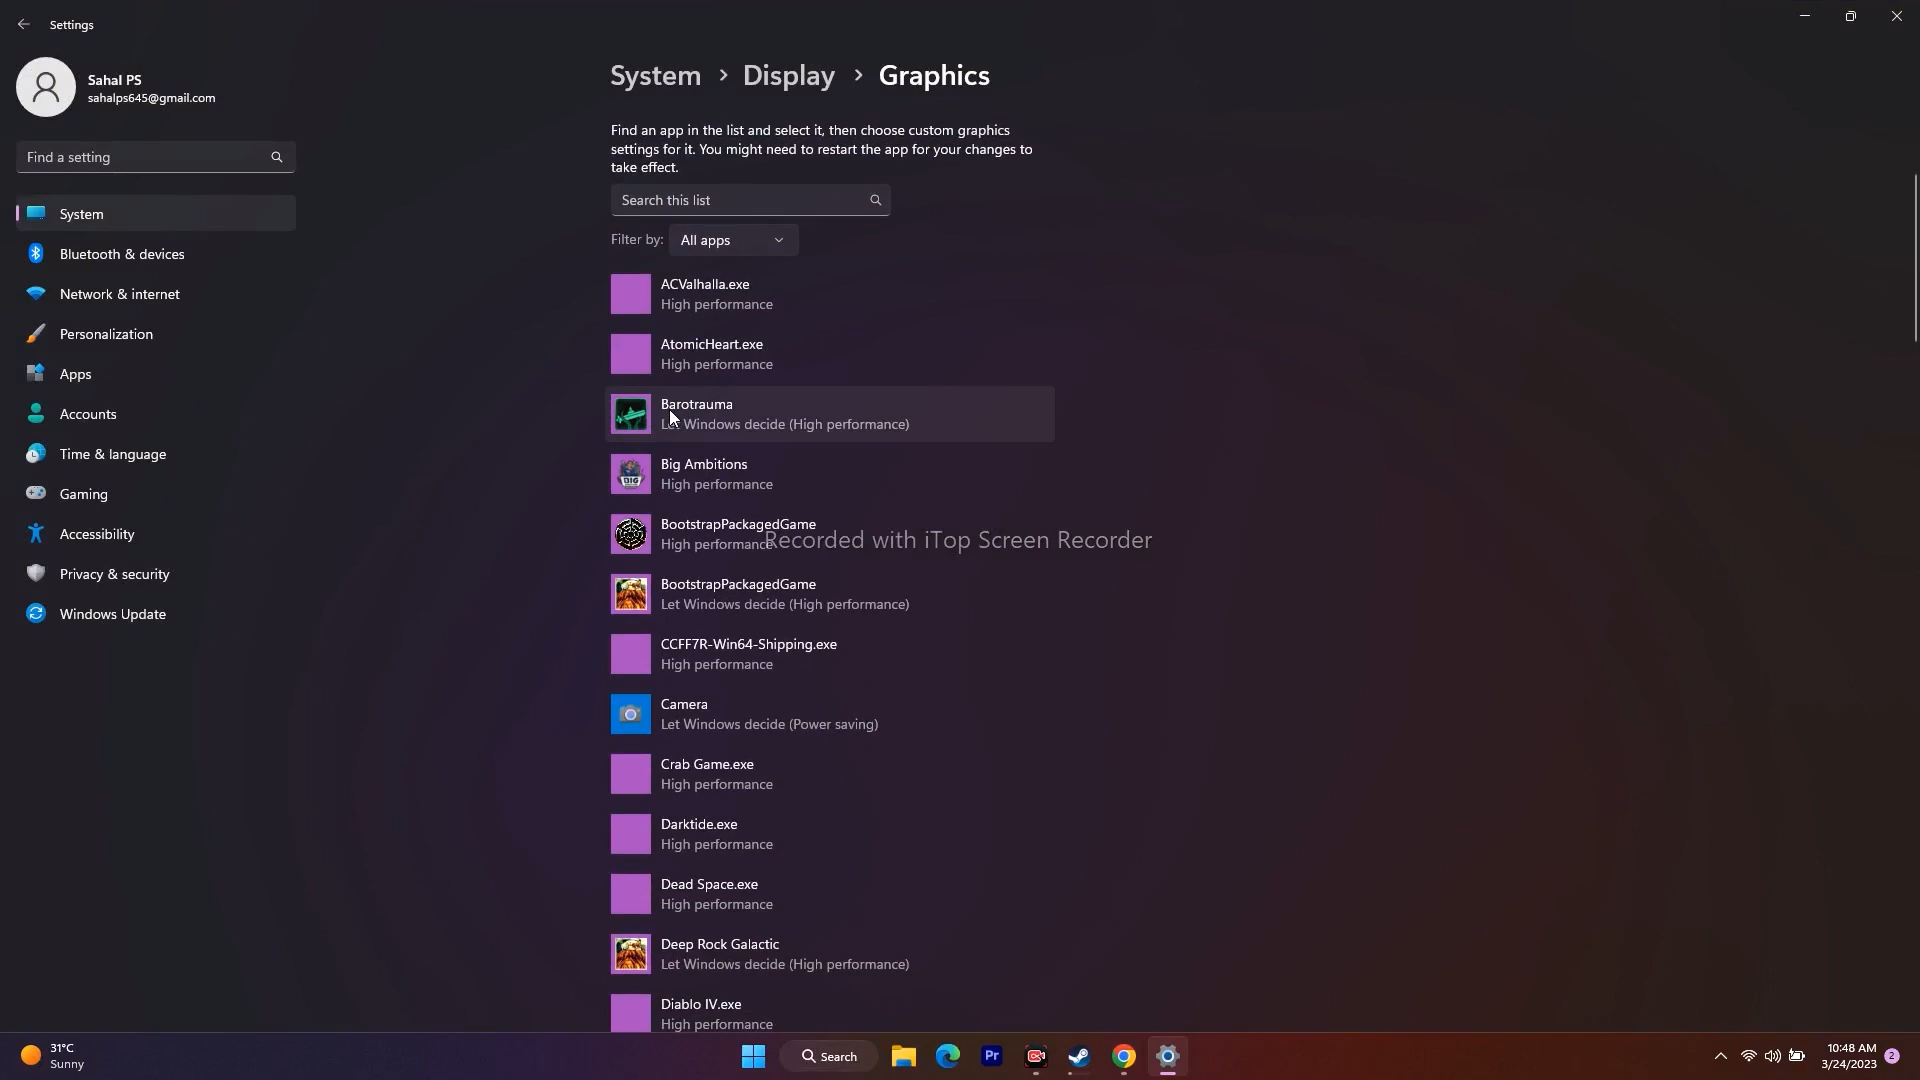 Settings
Sahal PS
sahalps645@gmail.com
Find a setting
System
Bluetooth & devices
Network & internet
Personalization
Apps
Accounts
Time & language
Gaming
Accessibility
Privacy & security
Windows Update
System > Display > Graphics
Find an app in the list and select it, then choose custom graphics
settings for it. You might need to restart the app for your changes to
take effect.
Search this list
Filter by: All apps
ACValhalla.exe
High performance
AtomicHeart.exe
High performance
Barotrauma
Let Windows decide (High performance)
Big Ambitions
High performance
BIG
BootstrapPackagedGame
High performance
Recorded with iTop Screen Recorder
BootstrapPackagedGame
Let Windows decide (High performance)
CCFF7R-Win64-Shipping.exe
High performance
Camera
Let Windows decide (Power saving)
Crab Game.exe
High performance
Darktide.exe
High performance
Dead Space.exe
High performance
Deep Rock Galactic
Let Windows decide (High performance)
Diablo IV.exe
High performance
31°C
Sunny
Search
Pr
10:48 AM
3/24/2023
2